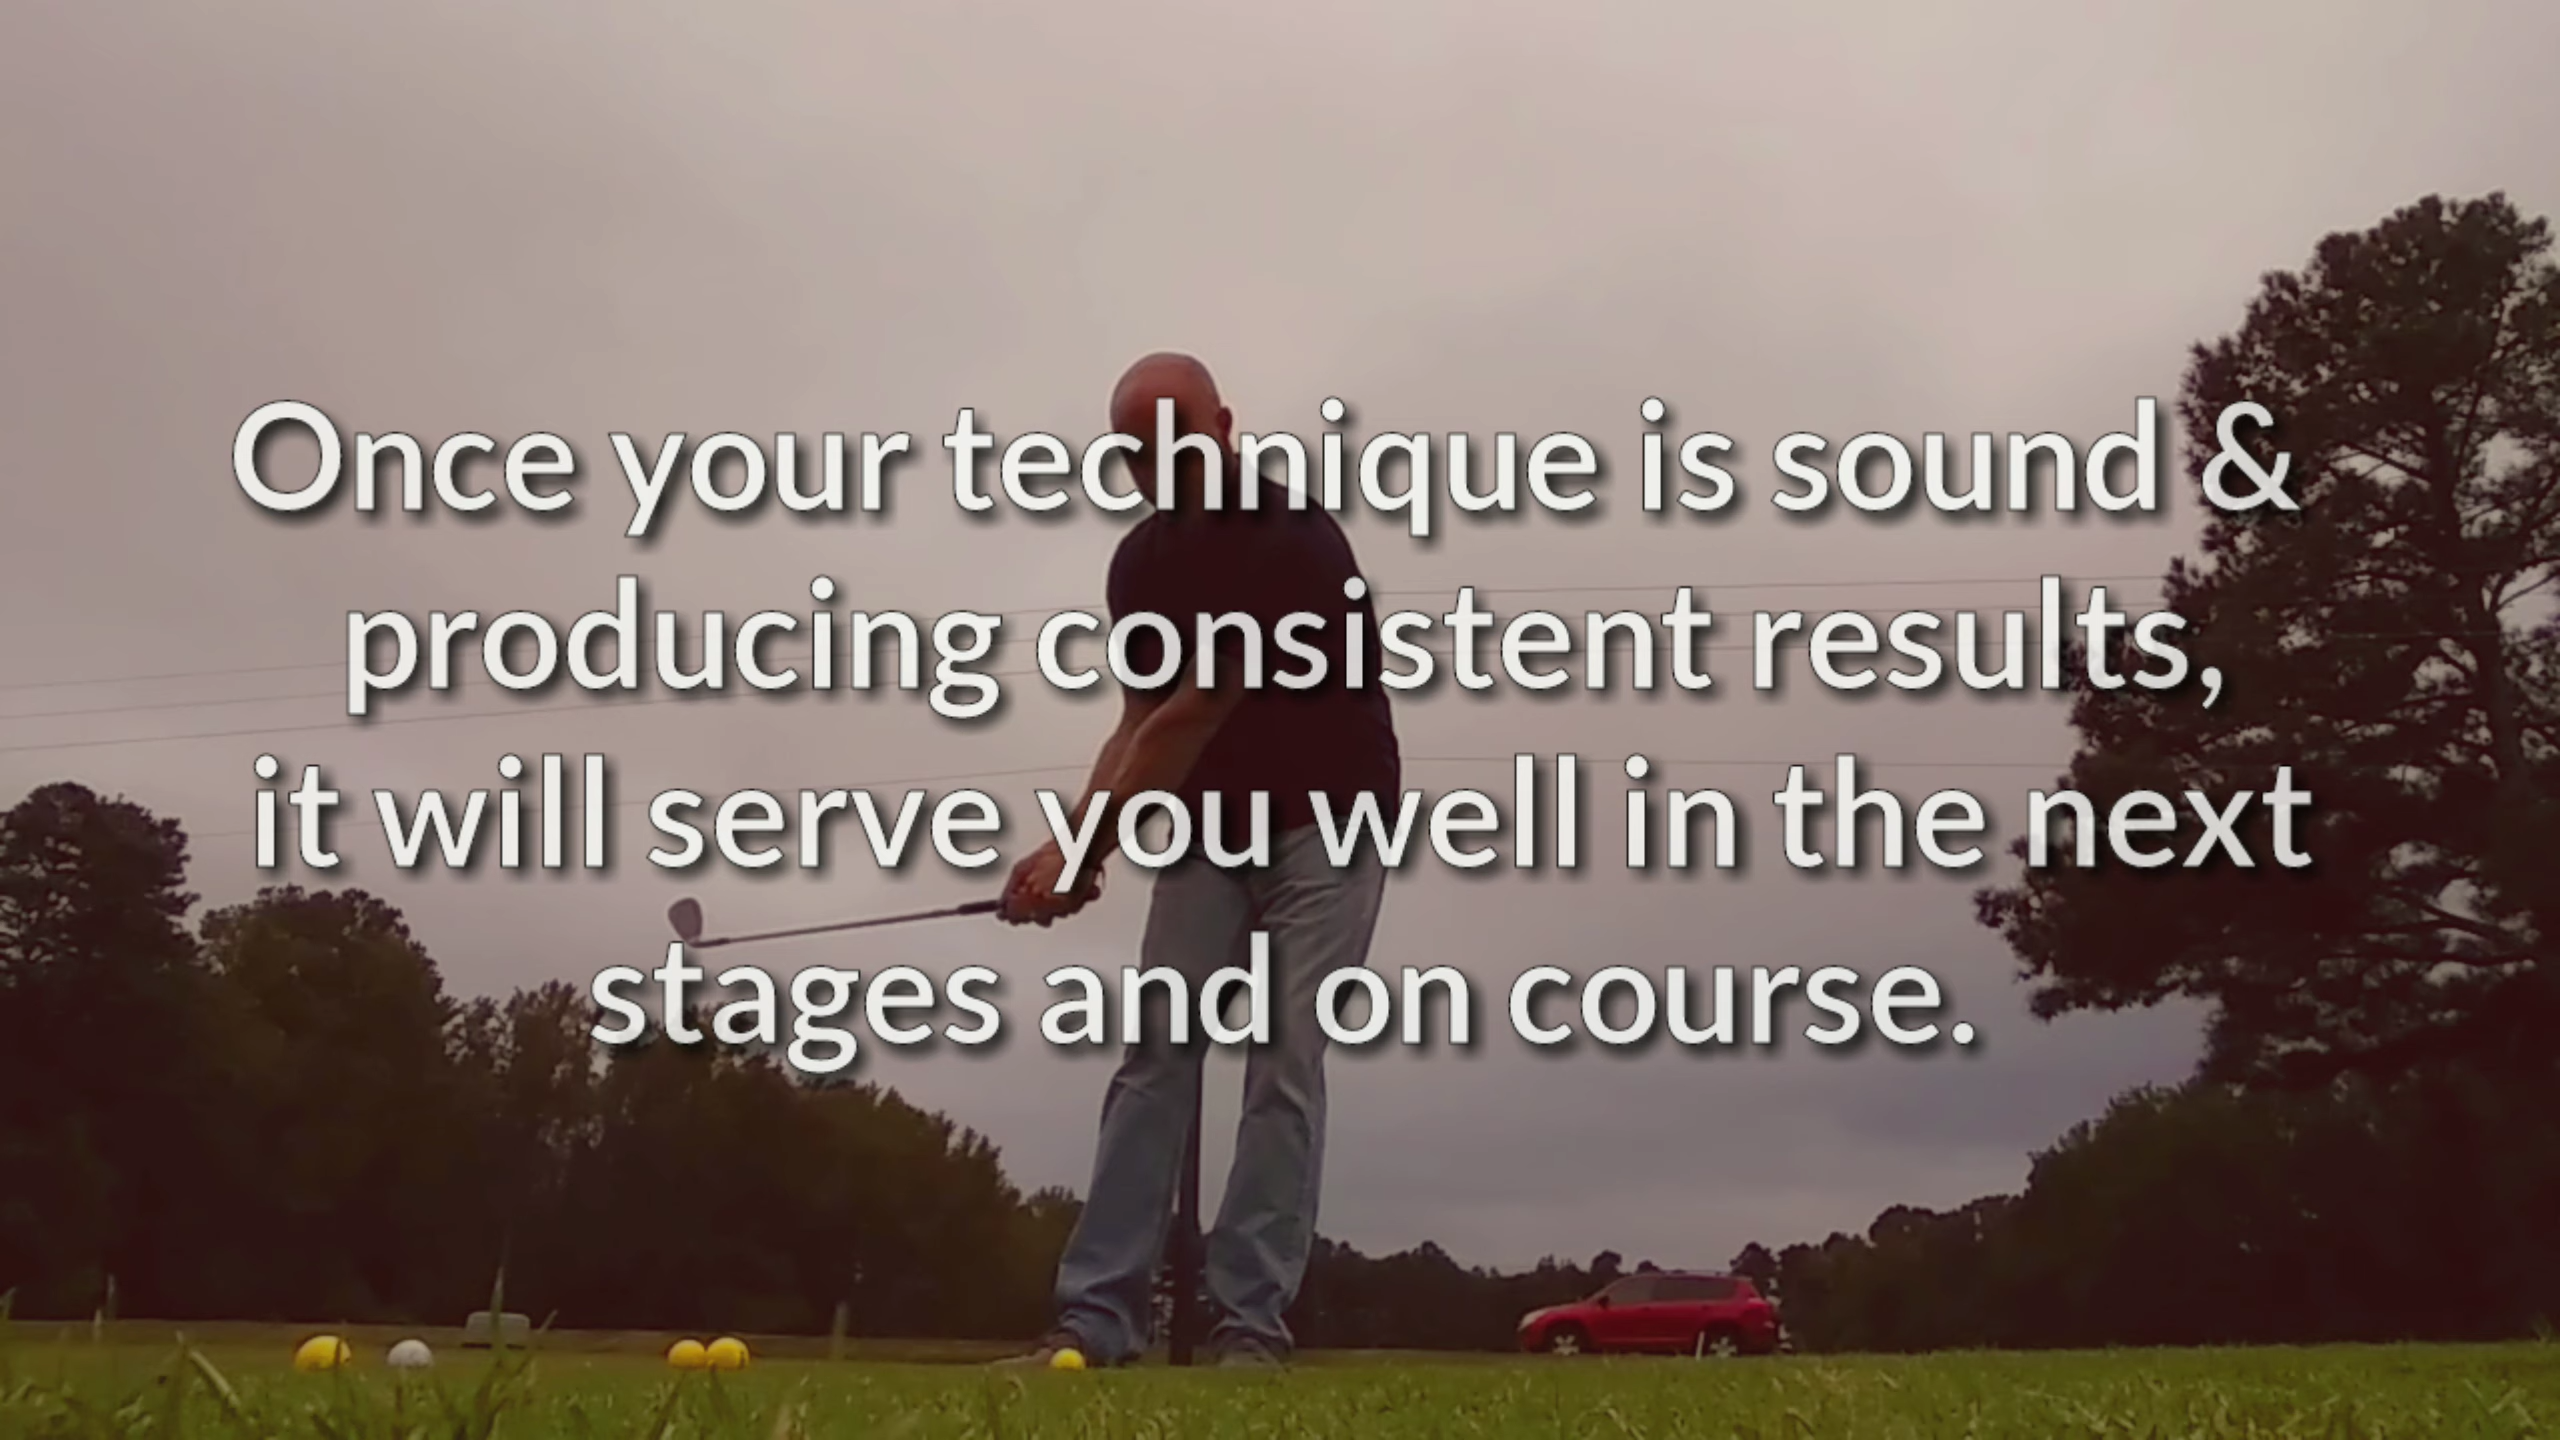 Once your technique is sound &
producing consistent results,
it will serve you well in the next
stages and on course.